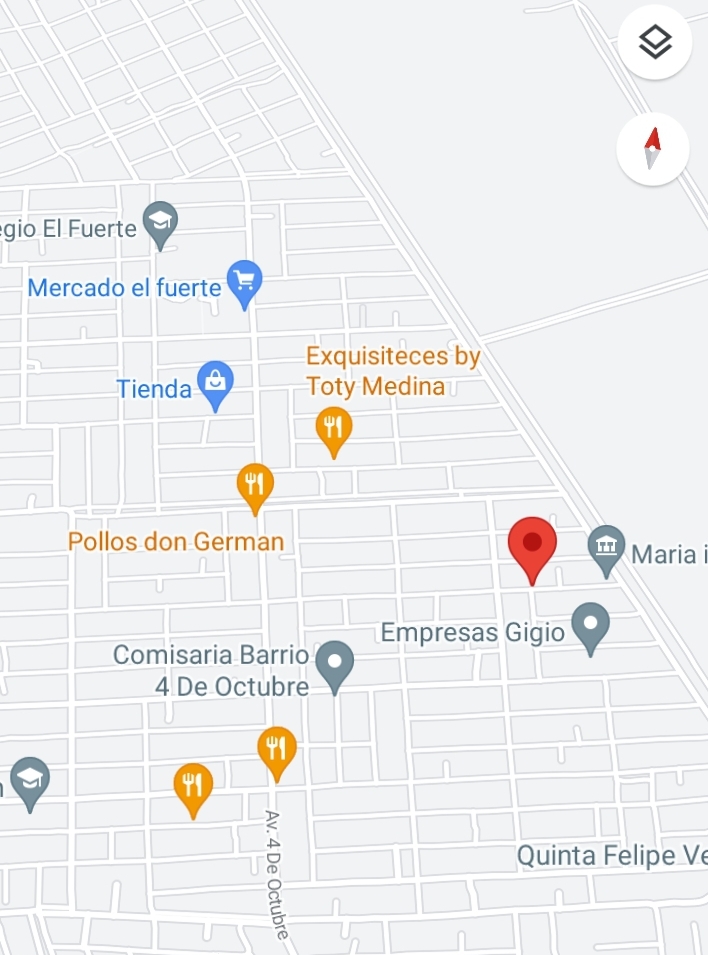 egio El Fuerte
Mercado el fuerte
Exquisiteces by
Toty Medina
Tienda
Pollos don German
Maria i
Empresas Gigio
Comisaria Barrio
4 De Octubre
Av. 4 De Octubre
Quinta Felipe Ve